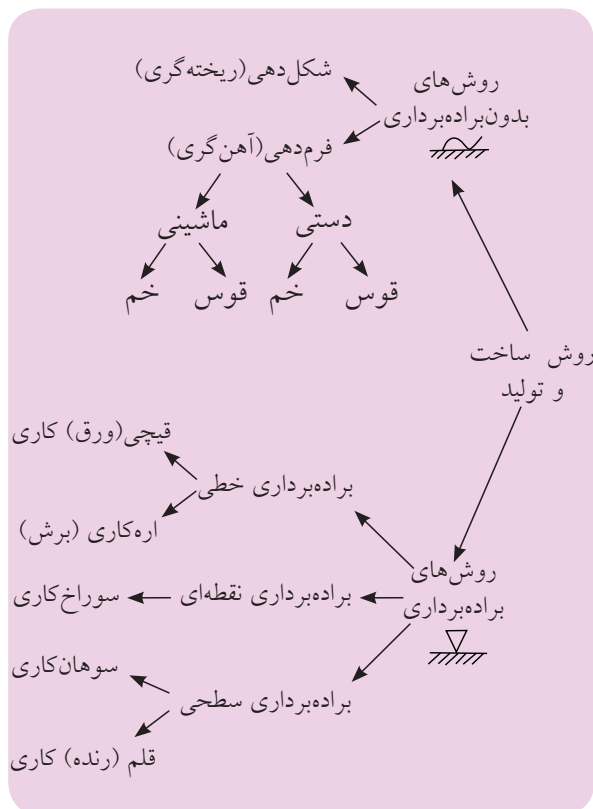 شکل‌دهی(ریخته‌گری)
روش‌های
بدون‌براده‌برداری
فرم‌دهی(آهن‌گری)
دستی
ماشینی
قوس
خم
قوس
خم
روش ساخت
و تولید
قیچی(ورق) کاری
براده‌برداری خطی
اره‌کاری (برش)
روش‌های
براده‌برداری
براده‌برداری نقطه‌ای
سوراخ‌کاری
سوهان‌کاری
براده‌برداری سطحی
قلم (رنده) کاری